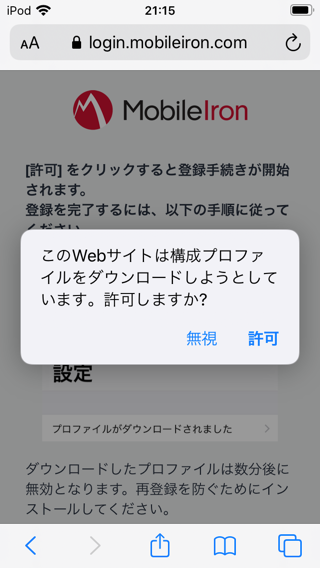 iPod 21:15
AA login.mobileiron.com
MobileIron
[許可] をクリックすると登録手続きが開始
されます。
登録を完了するには、以下の手順に従って
ください。
このWebサイトは構成プロファ
イルをダウンロードしようとして
います。許可しますか?
無視 許可
設定
プロファイルがダウンロードされました
ダウンロードしたプロファイルは数分後に
無効となります。再登録を防ぐためにイン
ストールしてください。